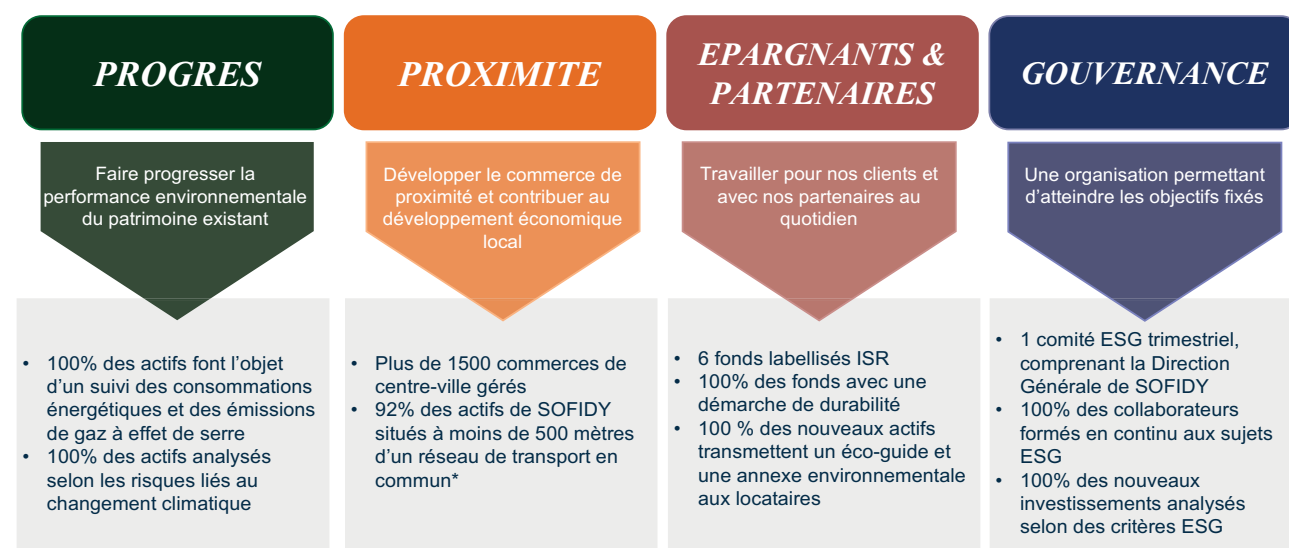 PROGRES
Faire progresser la
performance environnementale
du patrimoine existant
• 100% des actifs font l’objet
d’un suivi des consommations
énergétiques et des émissions
de gaz à effet de serre
• 100% des actifs analysés
selon les risques liés au
changement climatique
PROXIMITE
Développer le commerce de
proximité et contribuer au
développement économique
local
• Plus de 1500 commerces de
centre-ville gérés
• 92% des actifs de SOFIDY
situés à moins de 500 mètres
d’un réseau de transport en
commun*
EPARGNANTS &
PARTENAIRES
Travailler pour nos clients et
avec nos partenaires au
quotidien
• 6 fonds labellisés ISR
• 100% des fonds avec une
démarche de durabilité
• 100 % des nouveaux actifs
transmettent un éco-guide et
une annexe environnementale
aux locataires
GOUVERNANCE
Une organisation permettant
d’atteindre les objectifs fixés
• 1 comité ESG trimestriel,
comprenant la Direction
Générale de SOFIDY
• 100% des collaborateurs
formés en continu aux sujets
ESG
• 100% des nouveaux
investissements analysés
selon des critères ESG